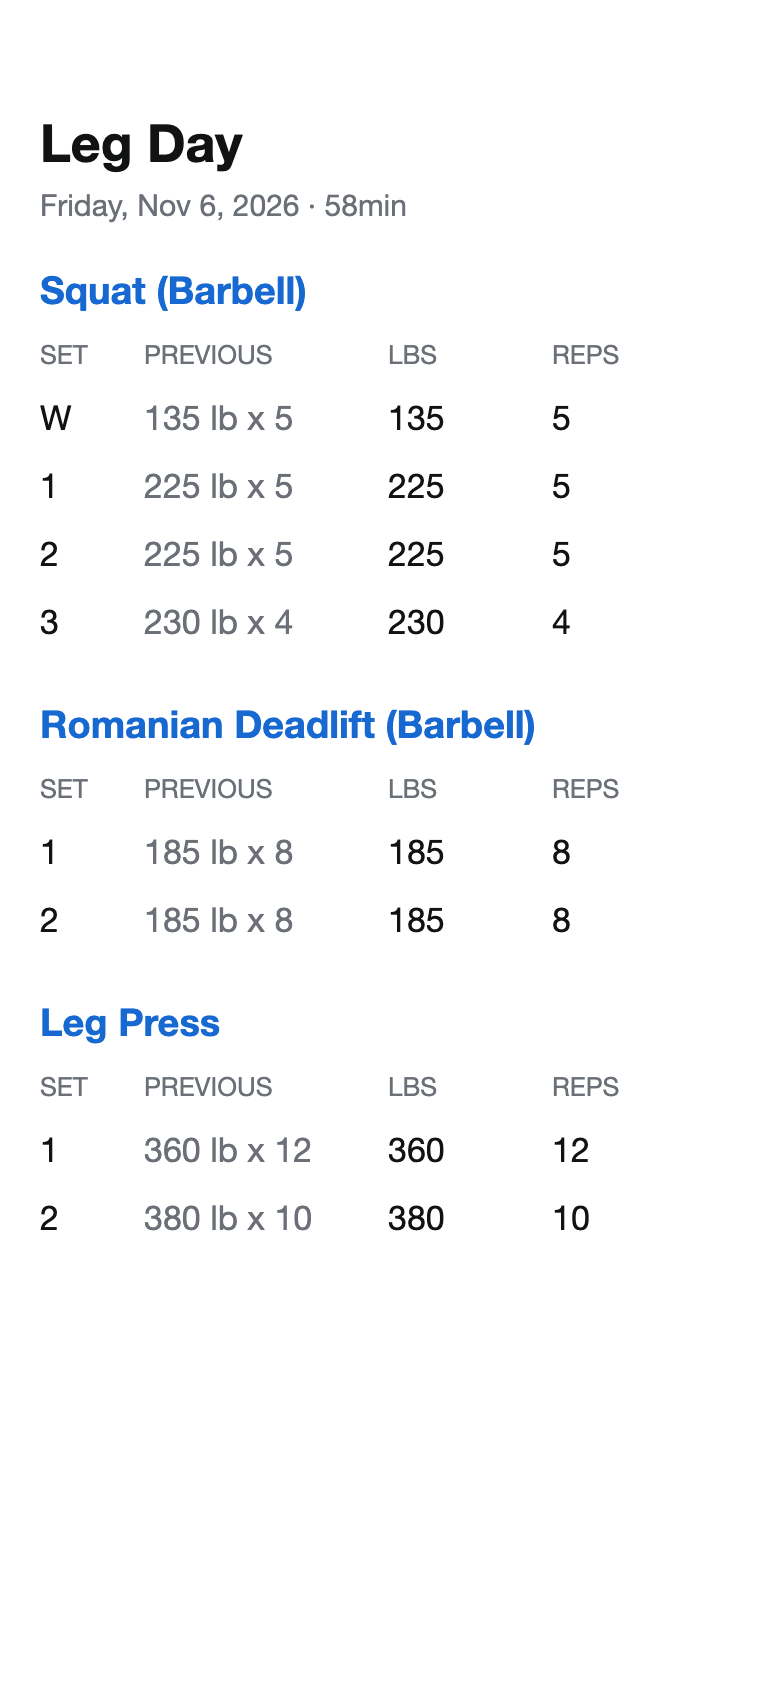 Leg Day
Friday, Nov 6, 2026 · 58min
Squat (Barbell)
SET PREVIOUS LBS REPS
W 135 lb x 5 135 5
1 225 lb x 5 225 5
2 225 lb x 5 225 5
3 230 lb x 4 230 4
Romanian Deadlift (Barbell)
SET PREVIOUS LBS REPS
1 185 lb x 8 185 8
2 185 lb x 8 185 8
Leg Press
SET PREVIOUS LBS REPS
1 360 lb x 12 360 12
2 380 lb x 10 380 10